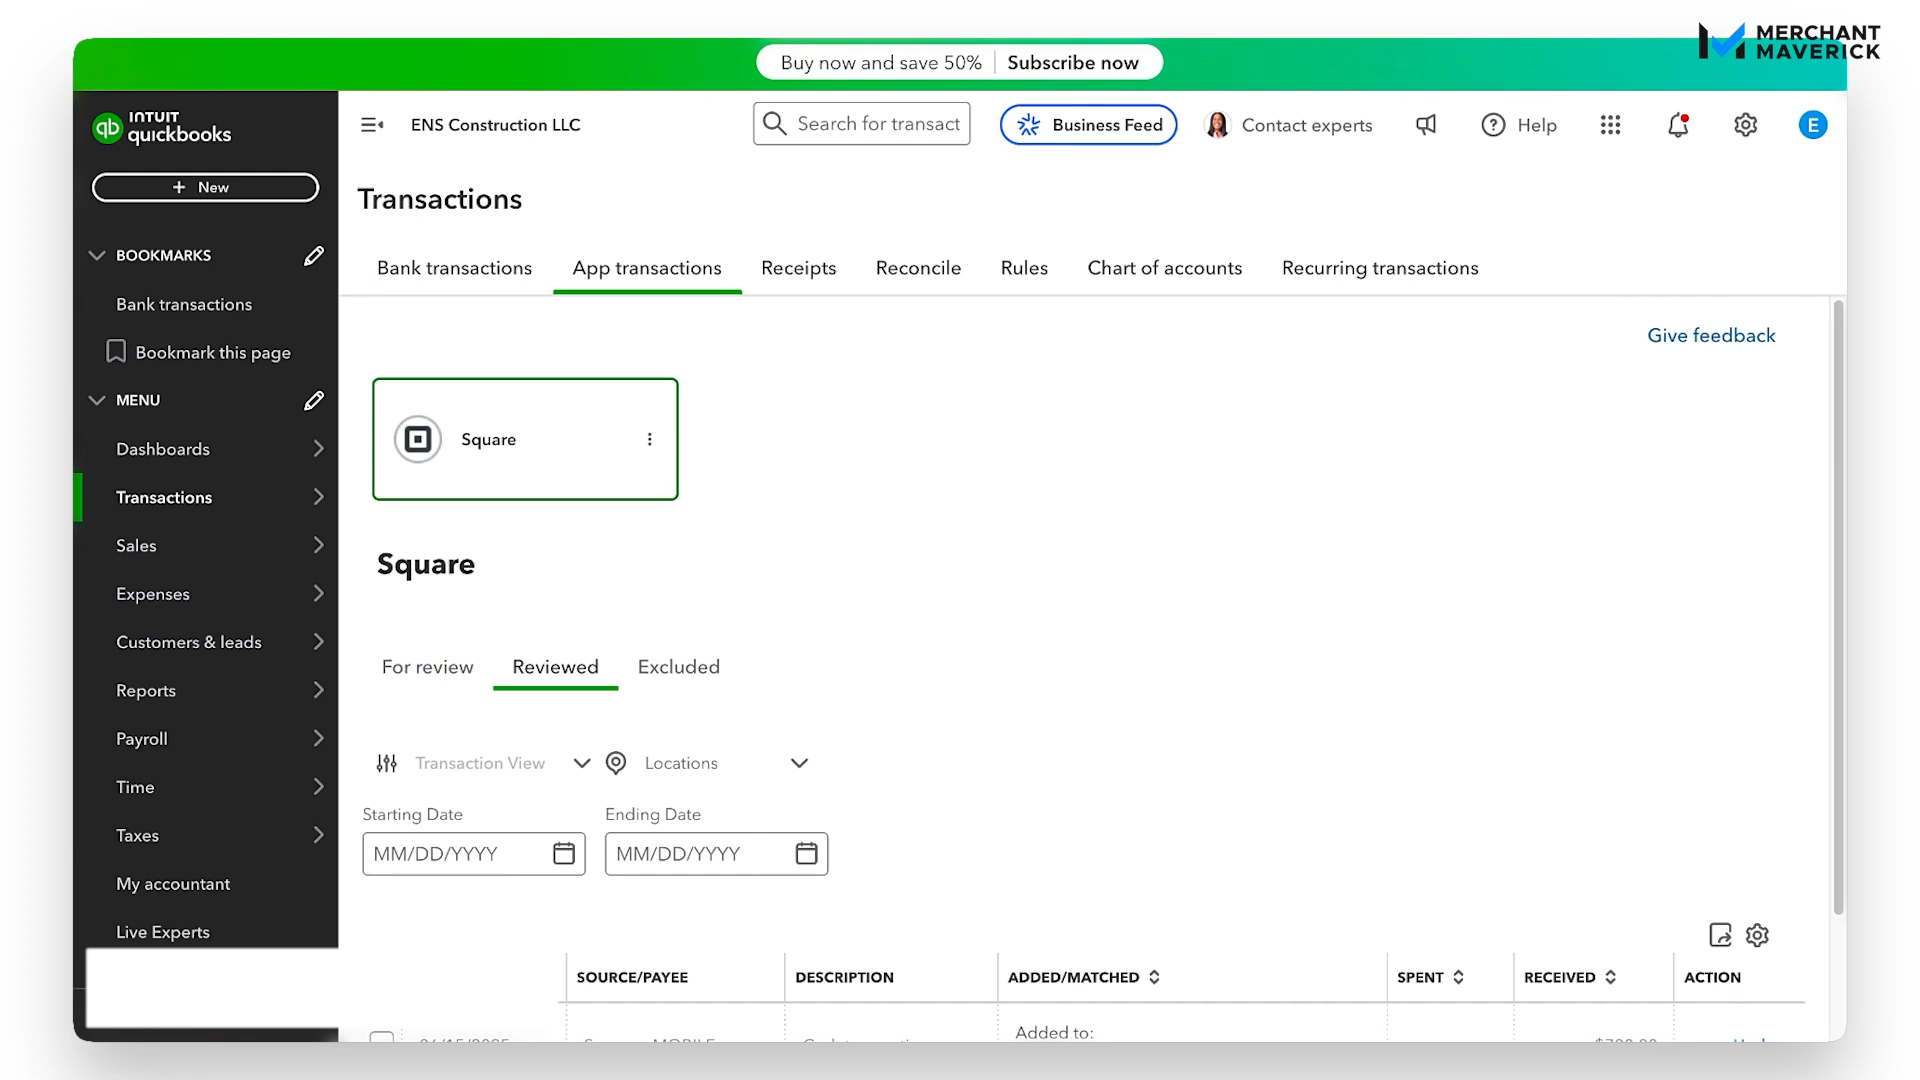 MERCHANT
MAVERICK
Buy now and save 50% Subscribe now
INTUIT
quickbooks
ENS Construction LLC
Search for transact
Business Feed
Contact experts
Help
E
+ New
Transactions
BOOKMARKS
Bank transactions
Bookmark this page
MENU
Dashboards
Transactions
Sales
Expenses
Customers & leads
Reports
Payroll
Time
Taxes
My accountant
Live Experts
Bank transactions App transactions Receipts Reconcile Rules Chart of accounts Recurring transactions
Give feedback
Square
Square
For review Reviewed Excluded
Transaction View Locations
Starting Date Ending Date
MM/DD/YYYY MM/DD/YYYY
SOURCE/PAYEE DESCRIPTION ADDED/MATCHED SPENT RECEIVED ACTION
Added to: